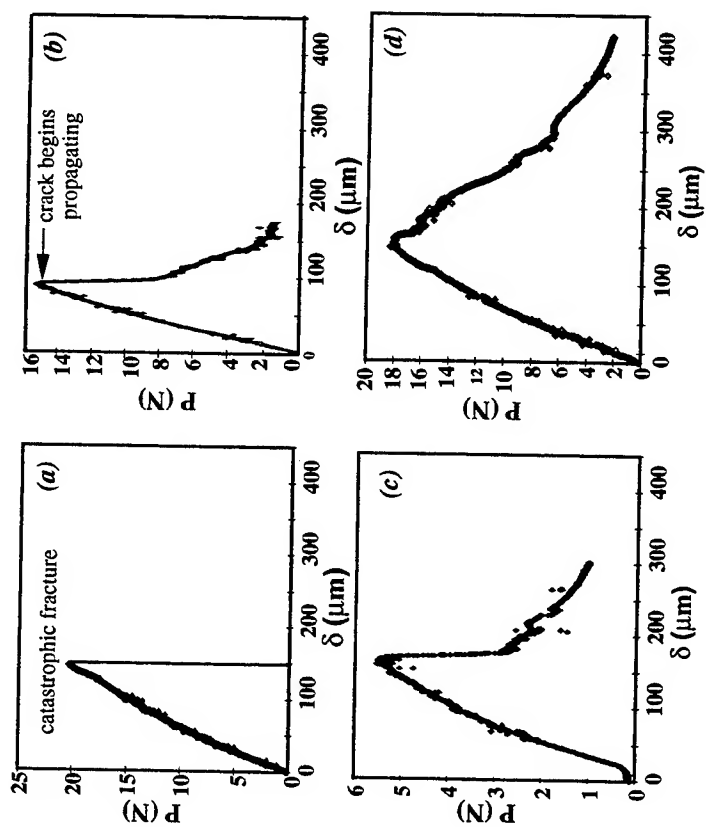 (a)
catastrophic fracture
P (N)
25
20
15
10
5
0
0 100 200 300 400
δ (μm)
(b)
crack begins
propagating
P (N)
16
14
12
10
8
6
4
2
0
0 100 200 300 400
δ (μm)
(c)
P (N)
6
5
4
3
2
1
0
0 100 200 300 400
δ (μm)
(d)
P (N)
20
18
16
14
12
10
8
6
4
2
0
0 100 200 300 400
δ (μm)